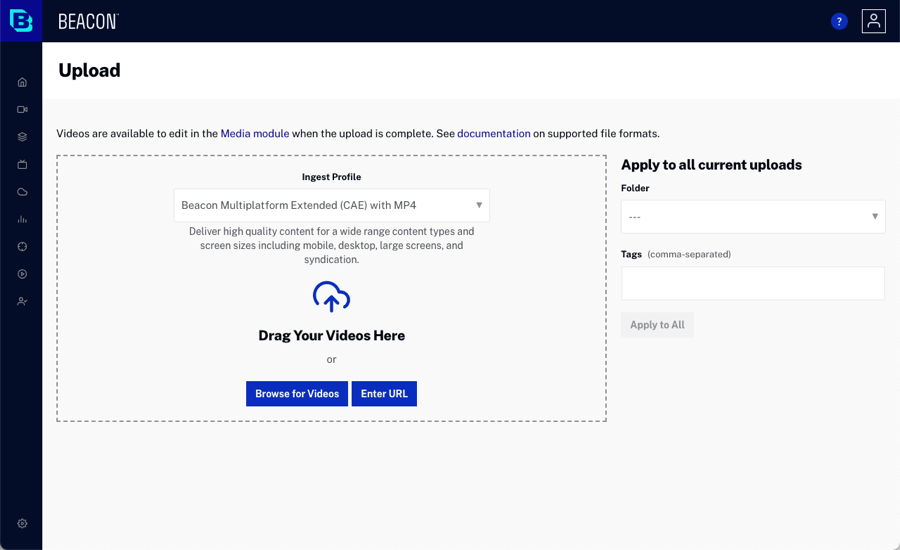 BEACON
?
Upload
Videos are available to edit in the Media module when the upload is complete. See documentation on supported file formats.
Ingest Profile
Beacon Multiplatform Extended (CAE) with MP4
Deliver high quality content for a wide range content types and
screen sizes including mobile, desktop, large screens, and
syndication.
Drag Your Videos Here
or
Browse for Videos
Enter URL
Apply to all current uploads
Folder
---
Tags (comma-separated)
Apply to All